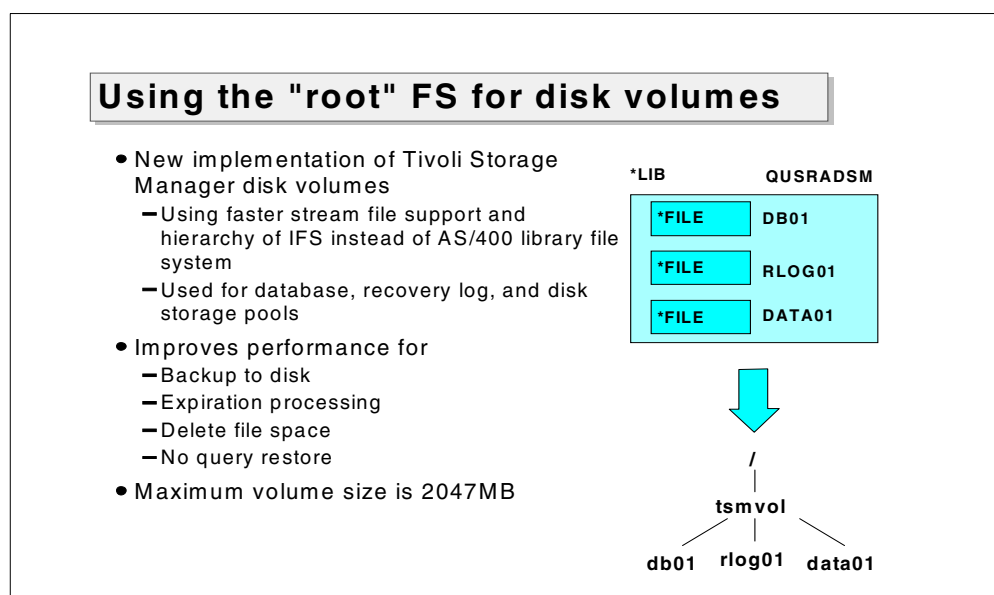 Using the "root" FS for disk volumes
• New implementation of Tivoli Storage
Manager disk volumes
– Using faster stream file support and
hierarchy of IFS instead of AS/400 library file
system
– Used for database, recovery log, and disk
storage pools
• Improves performance for
– Backup to disk
– Expiration processing
– Delete file space
– No query restore
• Maximum volume size is 2047MB
*LIB QUSRADSM
*FILE DB01
*FILE RLOG01
*FILE DATA01
/
tsmvol
db01 rlog01 data01